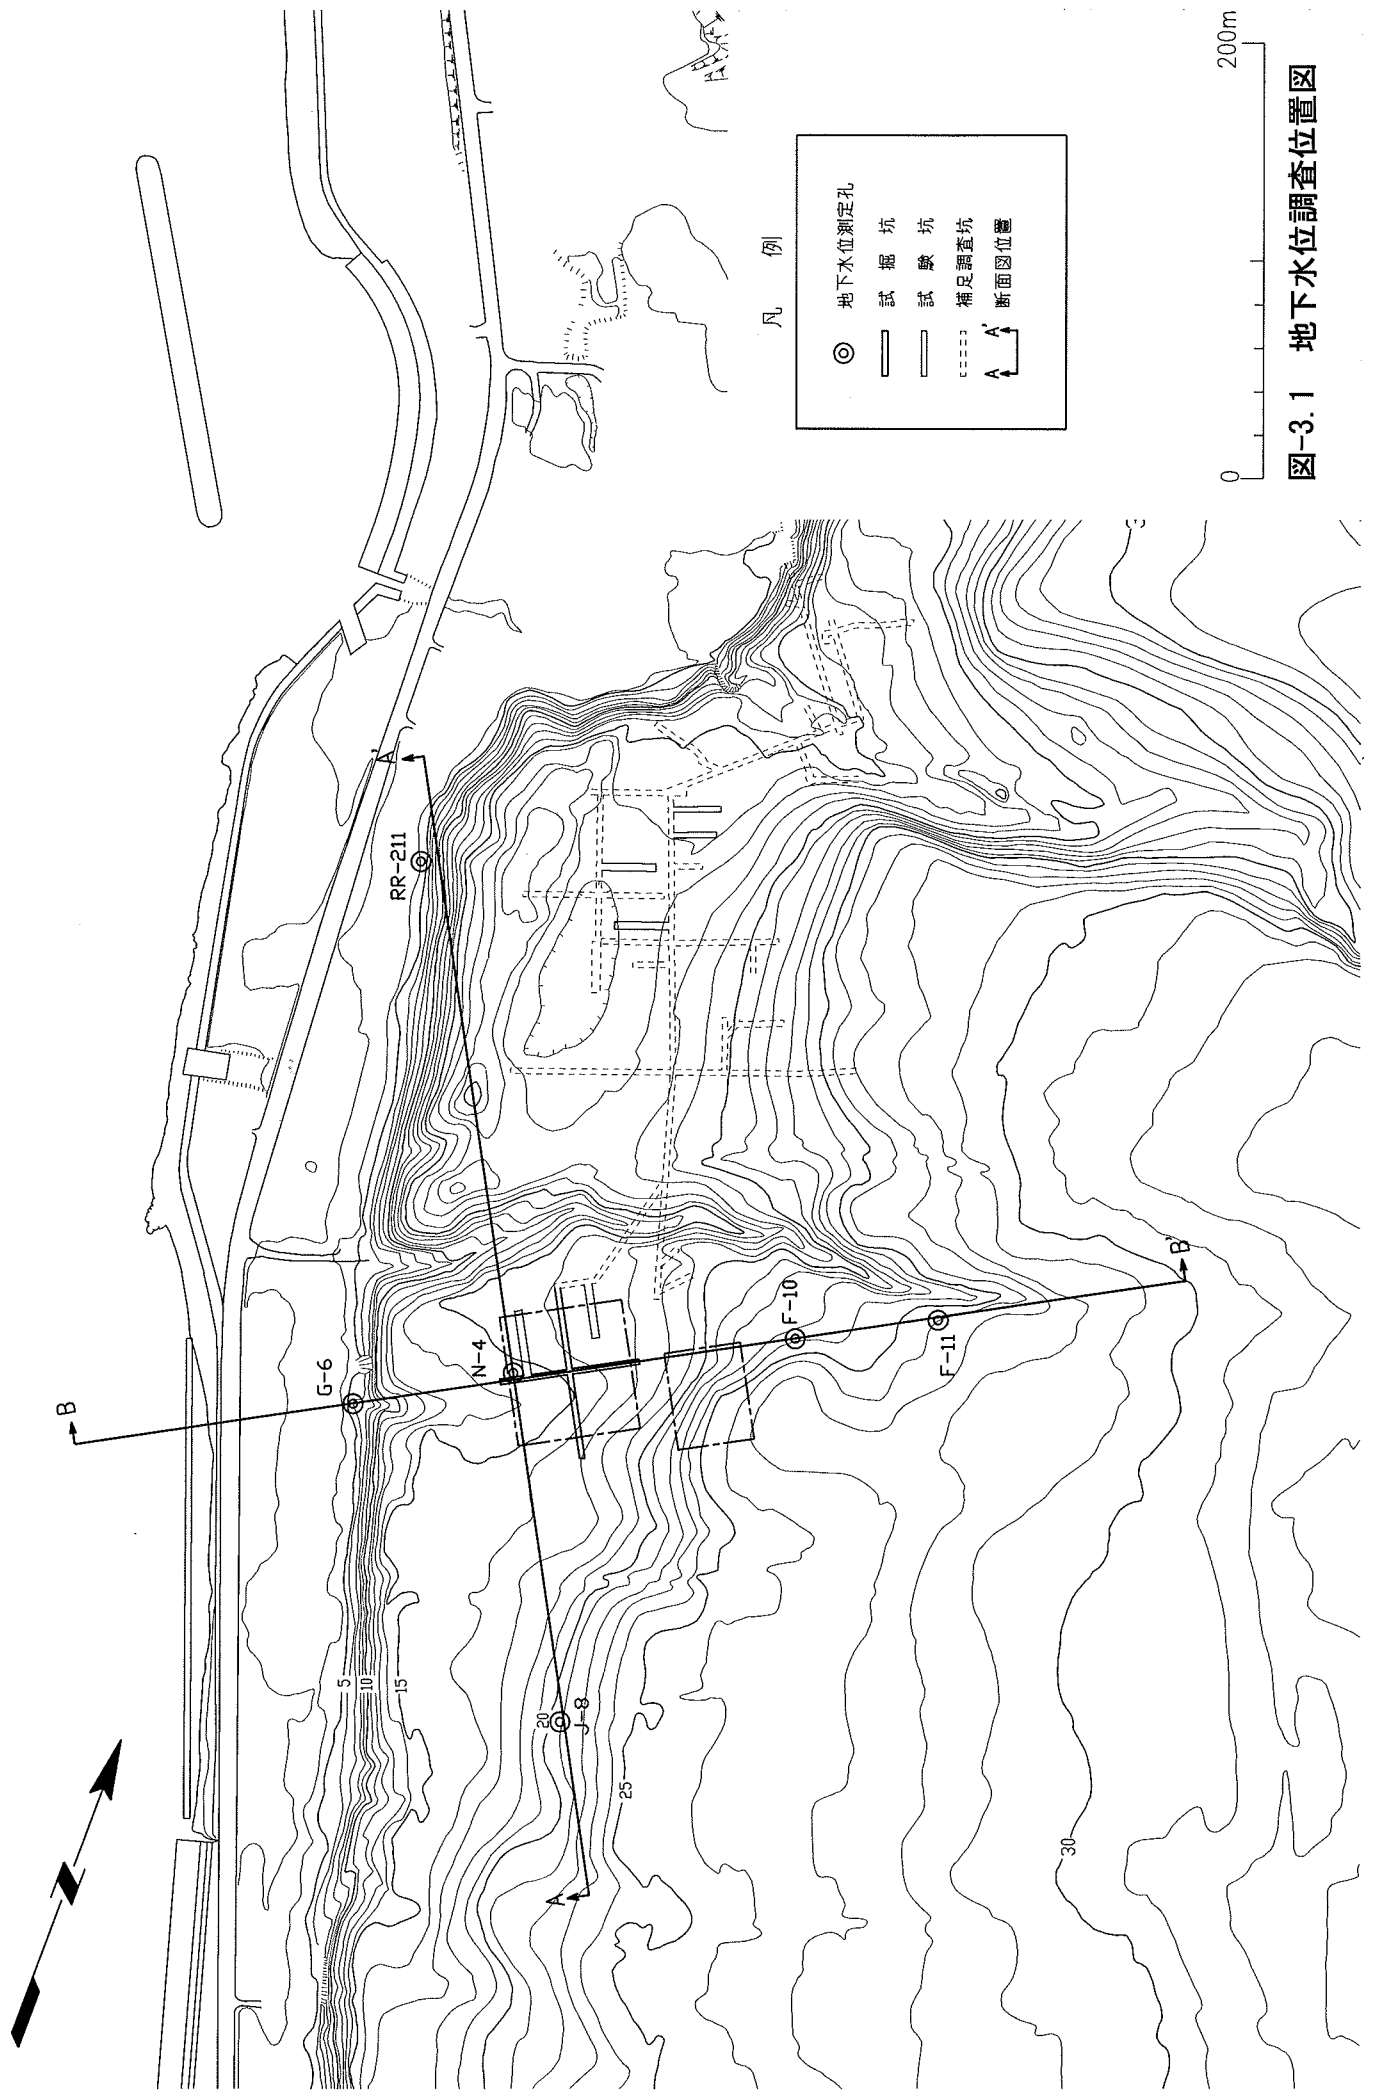 B
G-6
N-4
F-10
F-11
B'
A
20
J-8
RR-211
A'
5
10
15
25
30
N
凡 例
地下水位測定孔
試 掘 坑
試 験 坑
補足調査坑
A A' 断面図位置
0 200m
図-3.1 地下水位調査位置図